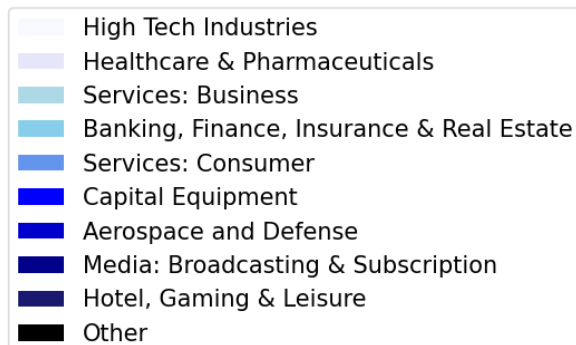 High Tech Industries
Healthcare & Pharmaceuticals
Services: Business
Banking, Finance, Insurance & Real Estate
Services: Consumer
Capital Equipment
Aerospace and Defense
Media: Broadcasting & Subscription
Hotel, Gaming & Leisure
Other